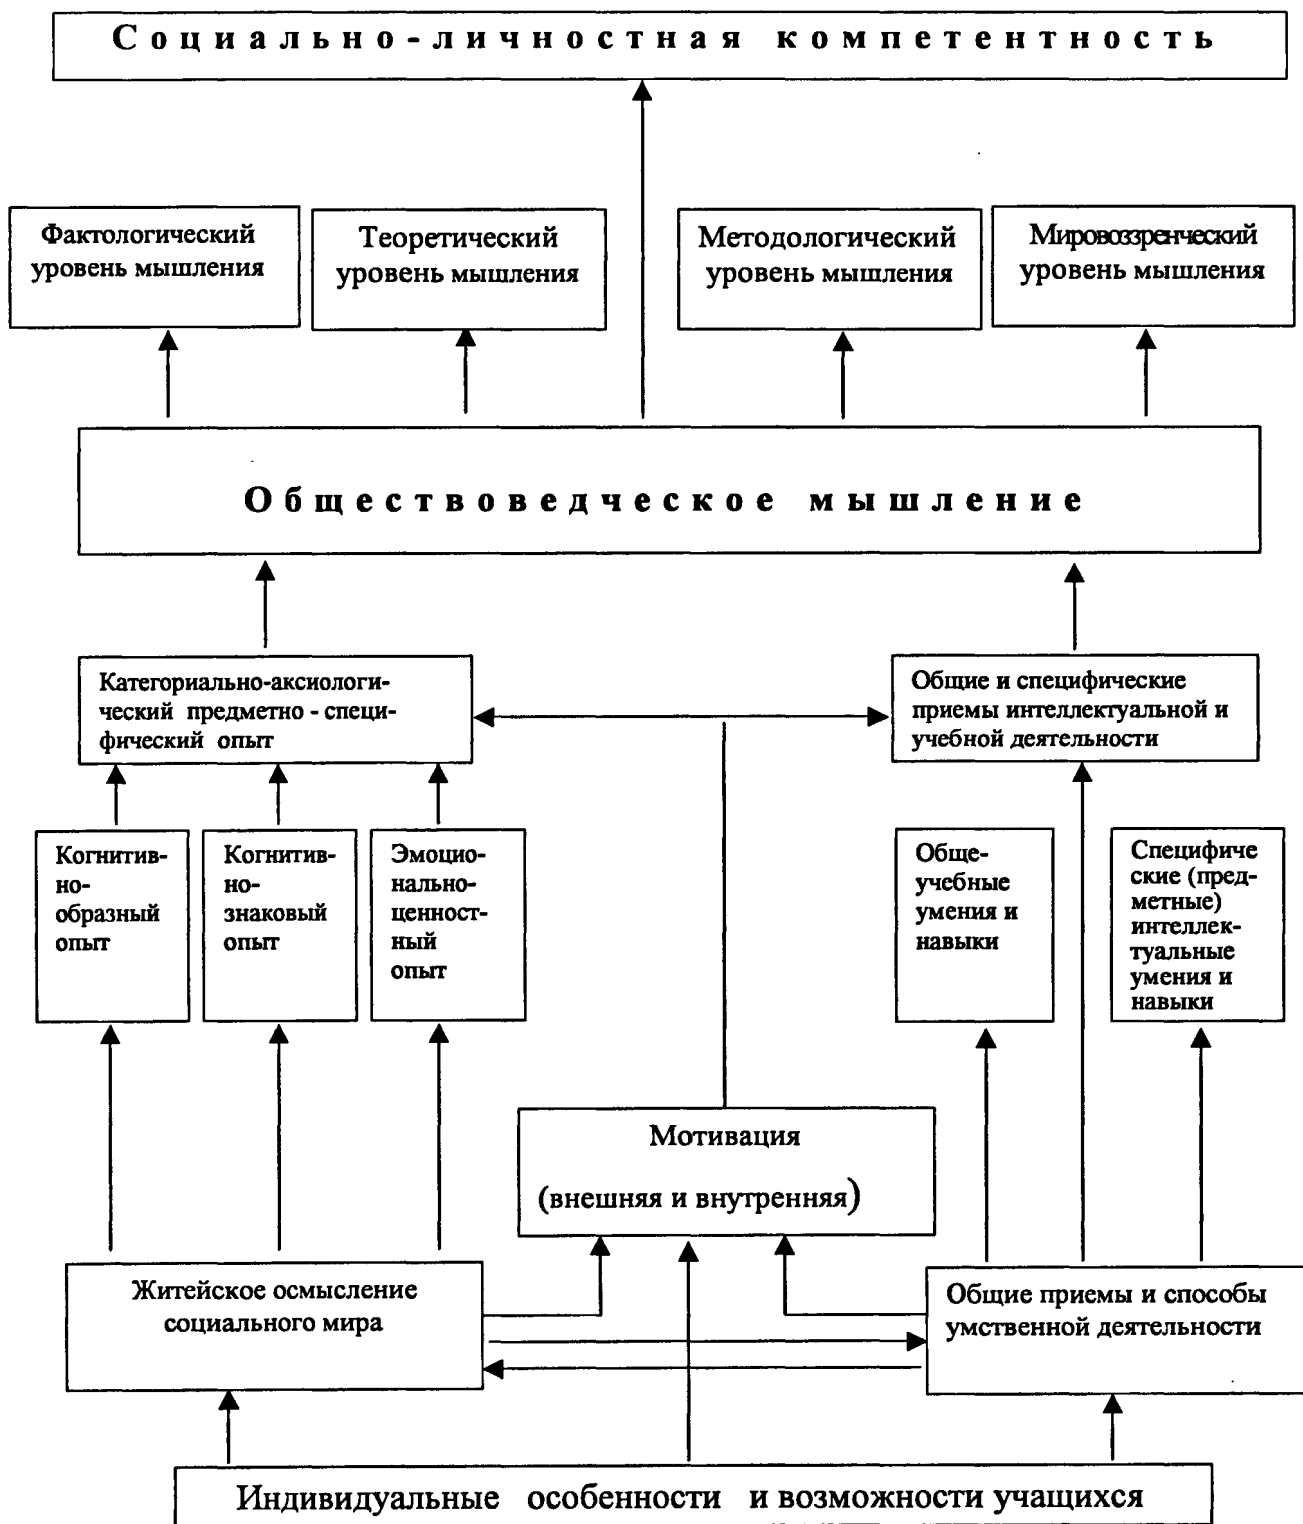 Социально-личностная компетентность
Фактологический
уровень мышления
Теоретический
уровень мышления
Методологический
уровень мышления
Мировоззренческий
уровень мышления
Обществоведческое мышление
Категориально-аксиологи-
ческий предметно - специ-
фический опыт
Общие и специфические
приемы интеллектуальной и
учебной деятельности
Когнитив-
но-
образный
опыт
Когнитив-
но-
знаковый
опыт
Эмоцио-
нально-
ценност-
ный
опыт
Обще-
учебные
умения и
навыки
Специфиче
ские (пред-
метные)
интеллек-
туальные
умения и
навыки
Мотивация
(внешняя и внутренняя)
Житейское осмысление
социального мира
Общие приемы и способы
умственной деятельности
Индивидуальные особенности и возможности учащихся